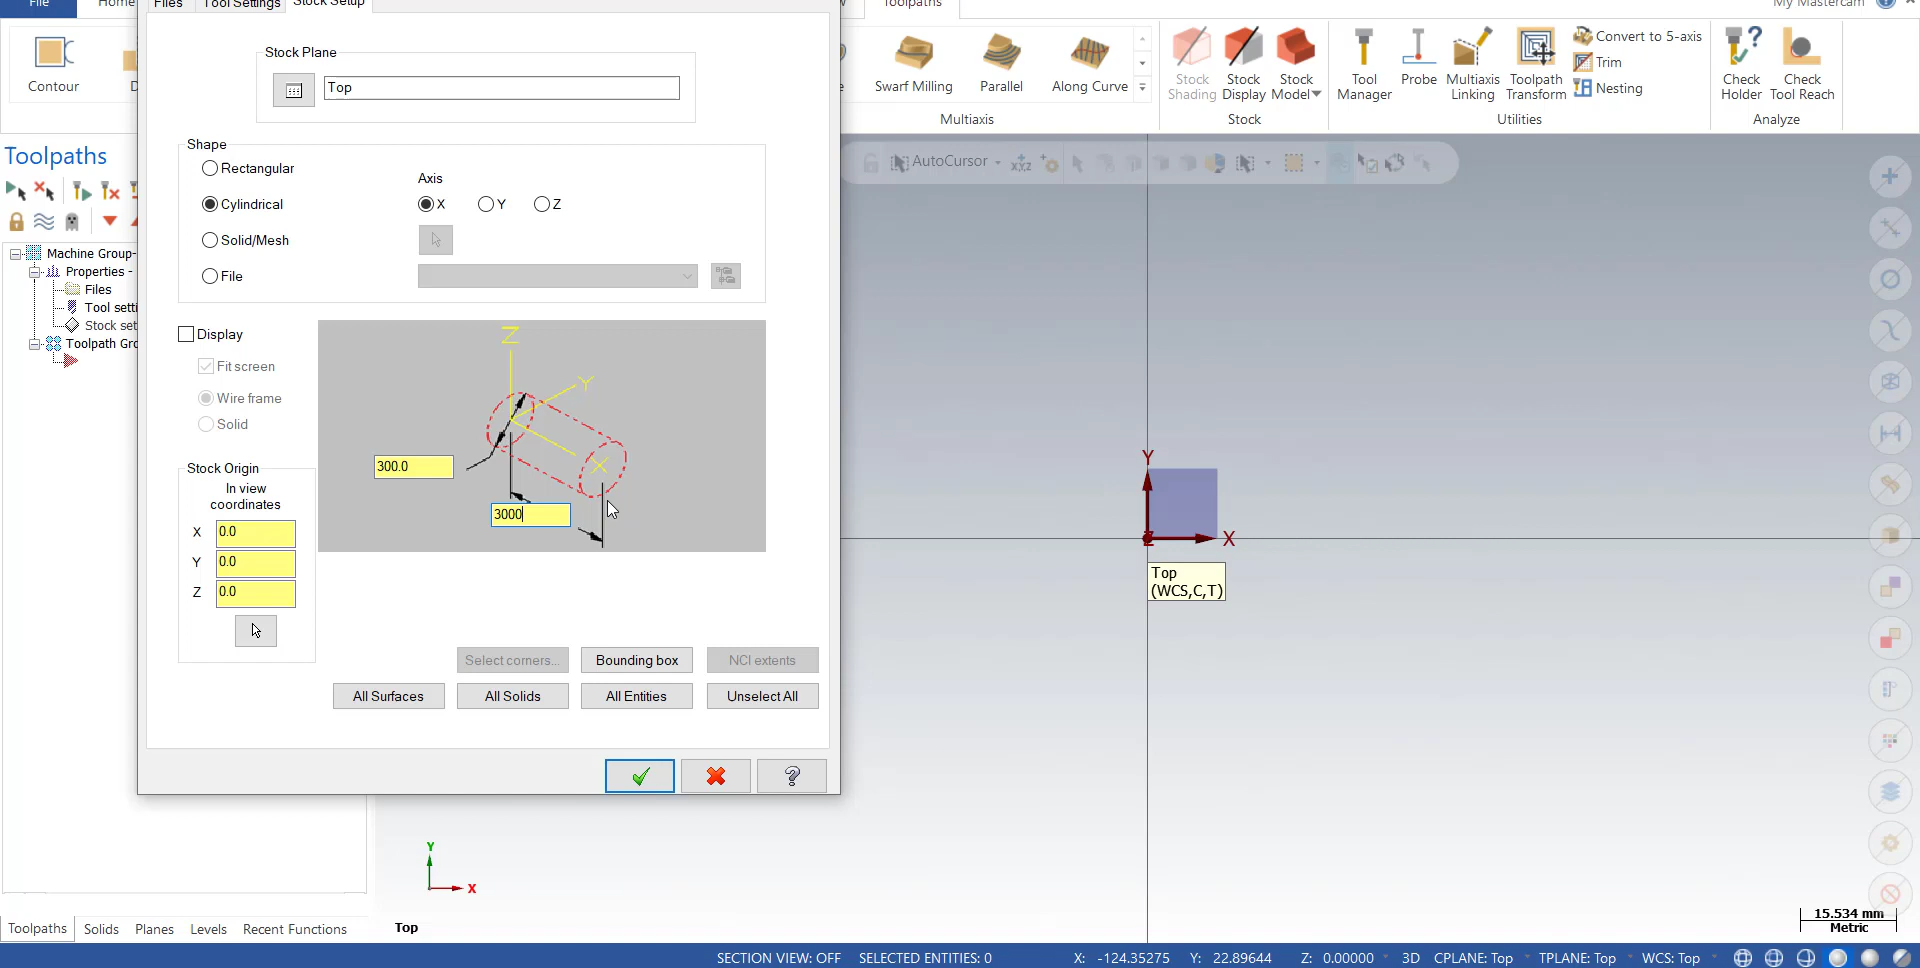 File
Home
Files
Tool Settings
Stock Setup
Toolpaths
My Mastercam
Contour
Swarf Milling
Parallel
Along Curve
Multiaxis
Stock Shading
Stock Display
Stock Model
Stock
Tool Manager
Probe
Multiaxis Linking
Toolpath Transform
Convert to 5-axis
Trim
Nesting
Utilities
Check Holder
Check Tool Reach
Analyze
Stock Plane
Top
Toolpaths
Shape
Rectangular
Axis
Cylindrical
X
Y
Z
Solid/Mesh
File
AutoCursor
Machine Group-
Properties -
Files
Tool setti
Stock set
Toolpath Gro
Display
Fit screen
Wire frame
Solid
Z
Y
X
300.0
3000
Stock Origin
In view
coordinates
X 0.0
Y 0.0
Z 0.0
Select corners...
Bounding box
NCI extents
All Surfaces
All Solids
All Entities
Unselect All
Y
Z
X
Top
(WCS,C,T)
Y
X
Toolpaths
Solids
Planes
Levels
Recent Functions
Top
15.534 mm
Metric
SECTION VIEW: OFF
SELECTED ENTITIES: 0
X: -124.35275
Y: 22.89644
Z: 0.00000
3D
CPLANE: Top
TPLANE: Top
WCS: Top